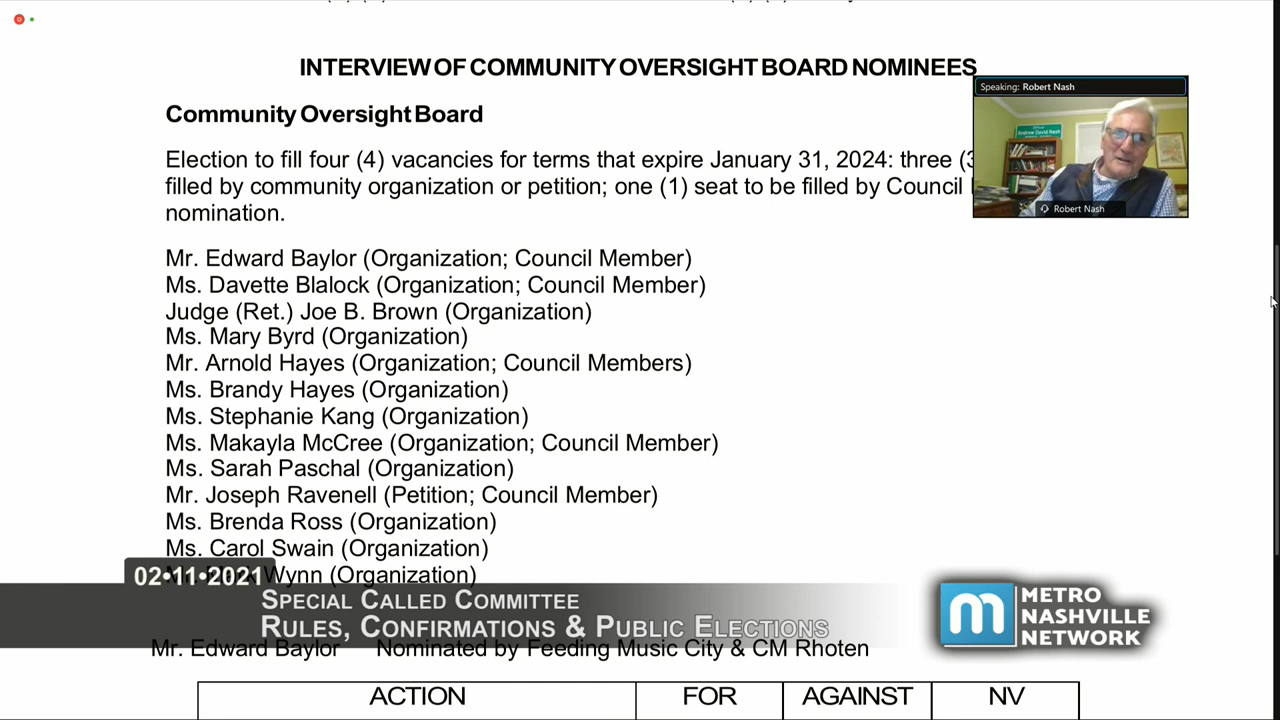 INTERVIEW OF COMMUNITY OVERSIGHT BOARD NOMINEES
Speaking: Robert Nash
Andrew David Nash
Robert Nash
Community Oversight Board
Election to fill four (4) vacancies for terms that expire January 31, 2024: three (3
filled by community organization or petition; one (1) seat to be filled by Council
nomination.
Mr. Edward Baylor (Organization; Council Member)
Ms. Davette Blalock (Organization; Council Member)
Judge (Ret.) Joe B. Brown (Organization)
Ms. Mary Byrd (Organization)
Mr. Arnold Hayes (Organization; Council Members)
Ms. Brandy Hayes (Organization)
Ms. Stephanie Kang (Organization)
Ms. Makayla McCree (Organization; Council Member)
Ms. Sarah Paschal (Organization)
Mr. Joseph Ravenell (Petition; Council Member)
Ms. Brenda Ross (Organization)
Ms. Carol Swain (Organization)
Wynn (Organization)
02•11•2021
SPECIAL CALLED COMMITTEE
RULES, CONFIRMATIONS & PUBLIC ELECTIONS
m METRO
NASHVILLE
NETWORK
Mr. Edward Baylor Nominated by Feeding Music City & CM Rhoten
ACTION FOR AGAINST NV